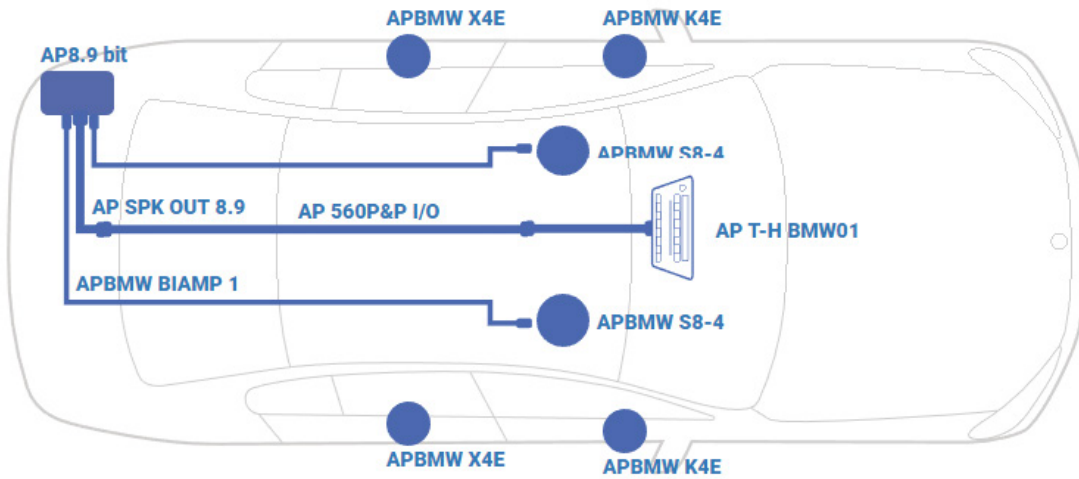 APBMW X4E
APBMW K4E
AP8.9 bit
APBMW S8-4
AP SPK OUT 8.9
AP 560P&P I/O
AP T-H BMW01
APBMW BIAMP 1
APBMW S8-4
APBMW X4E
APBMW K4E